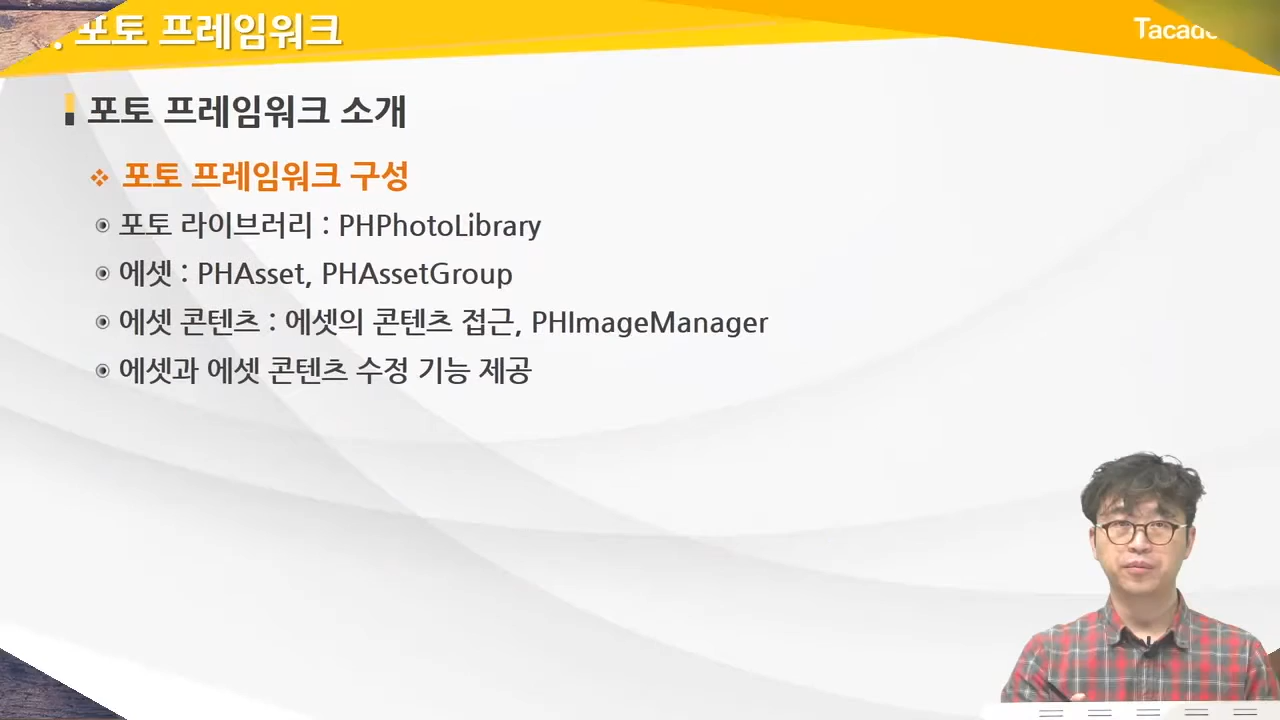 포토 프레임워크
포토 프레임워크 소개
포토 프레임워크 구성
포토 라이브러리 : PHPhotoLibrary
에셋 : PHAsset, PHAssetGroup
에셋 콘텐츠 : 에셋의 콘텐츠 접근, PHImageManager
에셋과 에셋 콘텐츠 수정 기능 제공